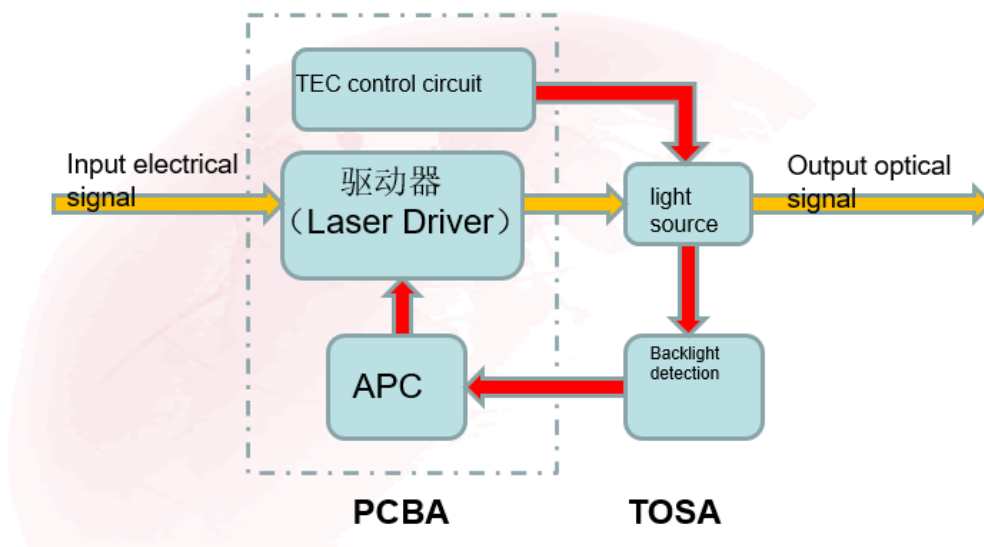 TEC control circuit
Input electrical
signal
驱动器
（Laser Driver）
light
source
Output optical
signal
APC
Backlight
detection
PCBA
TOSA